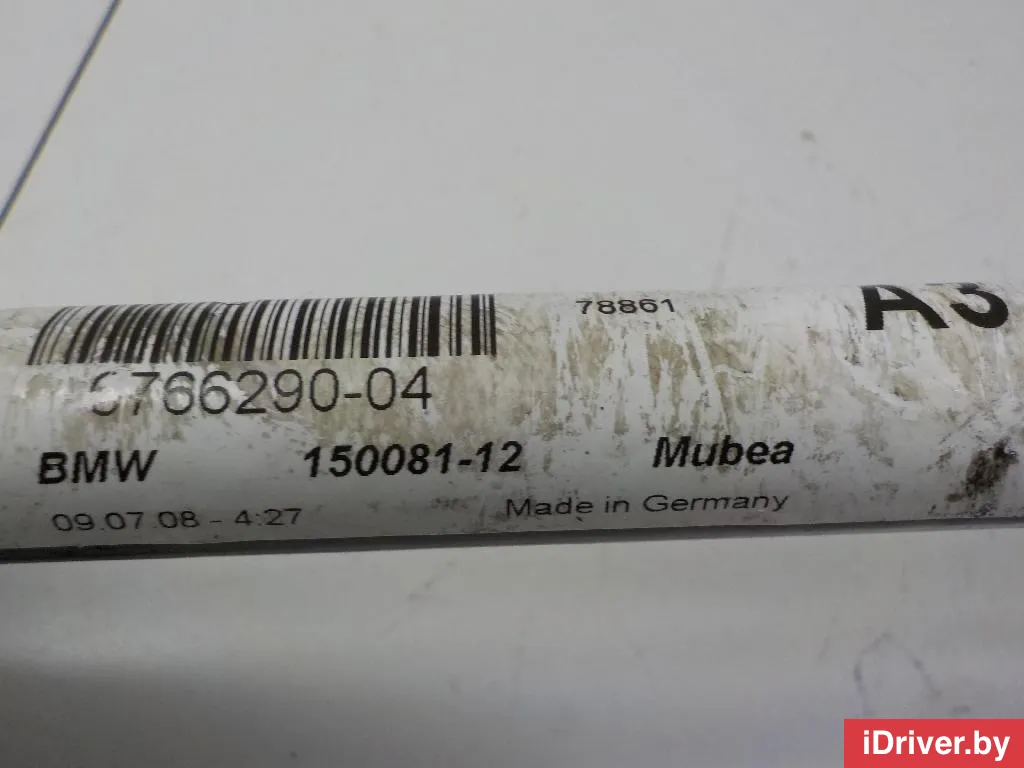 78861 A3
6766290-04
BMW 150081-12 Mubea
09.07.08 - 4:27 Made in Germany
iDriver.by